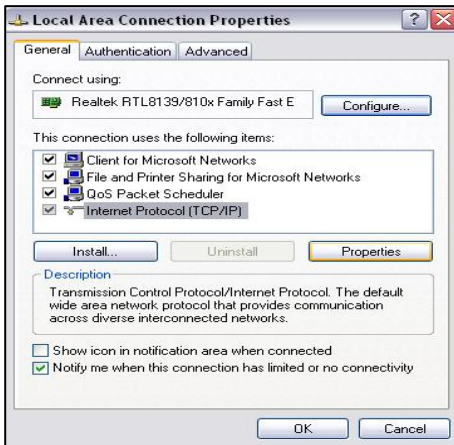 Local Area Connection Properties
General Authentication Advanced
Connect using:
Realtek RTL8139/810x Family Fast E
Configure...
This connection uses the following items:
Client for Microsoft Networks
File and Printer Sharing for Microsoft Networks
QoS Packet Scheduler
Internet Protocol (TCP/IP)
Install... Uninstall Properties
Description
Transmission Control Protocol/Internet Protocol. The default
wide area network protocol that provides communication
across diverse interconnected networks.
Show icon in notification area when connected
Notify me when this connection has limited or no connectivity
OK Cancel